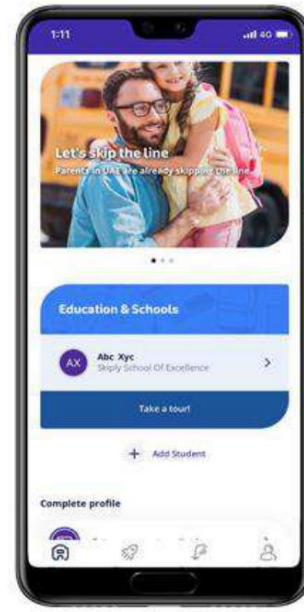 1:11
4G
Let's skip the line
Parents in UAE are already skipping the line
Education & Schools
AX
Abc Xyc
Skiply School Of Excellence
Take a tour!
+ Add Student
Complete profile